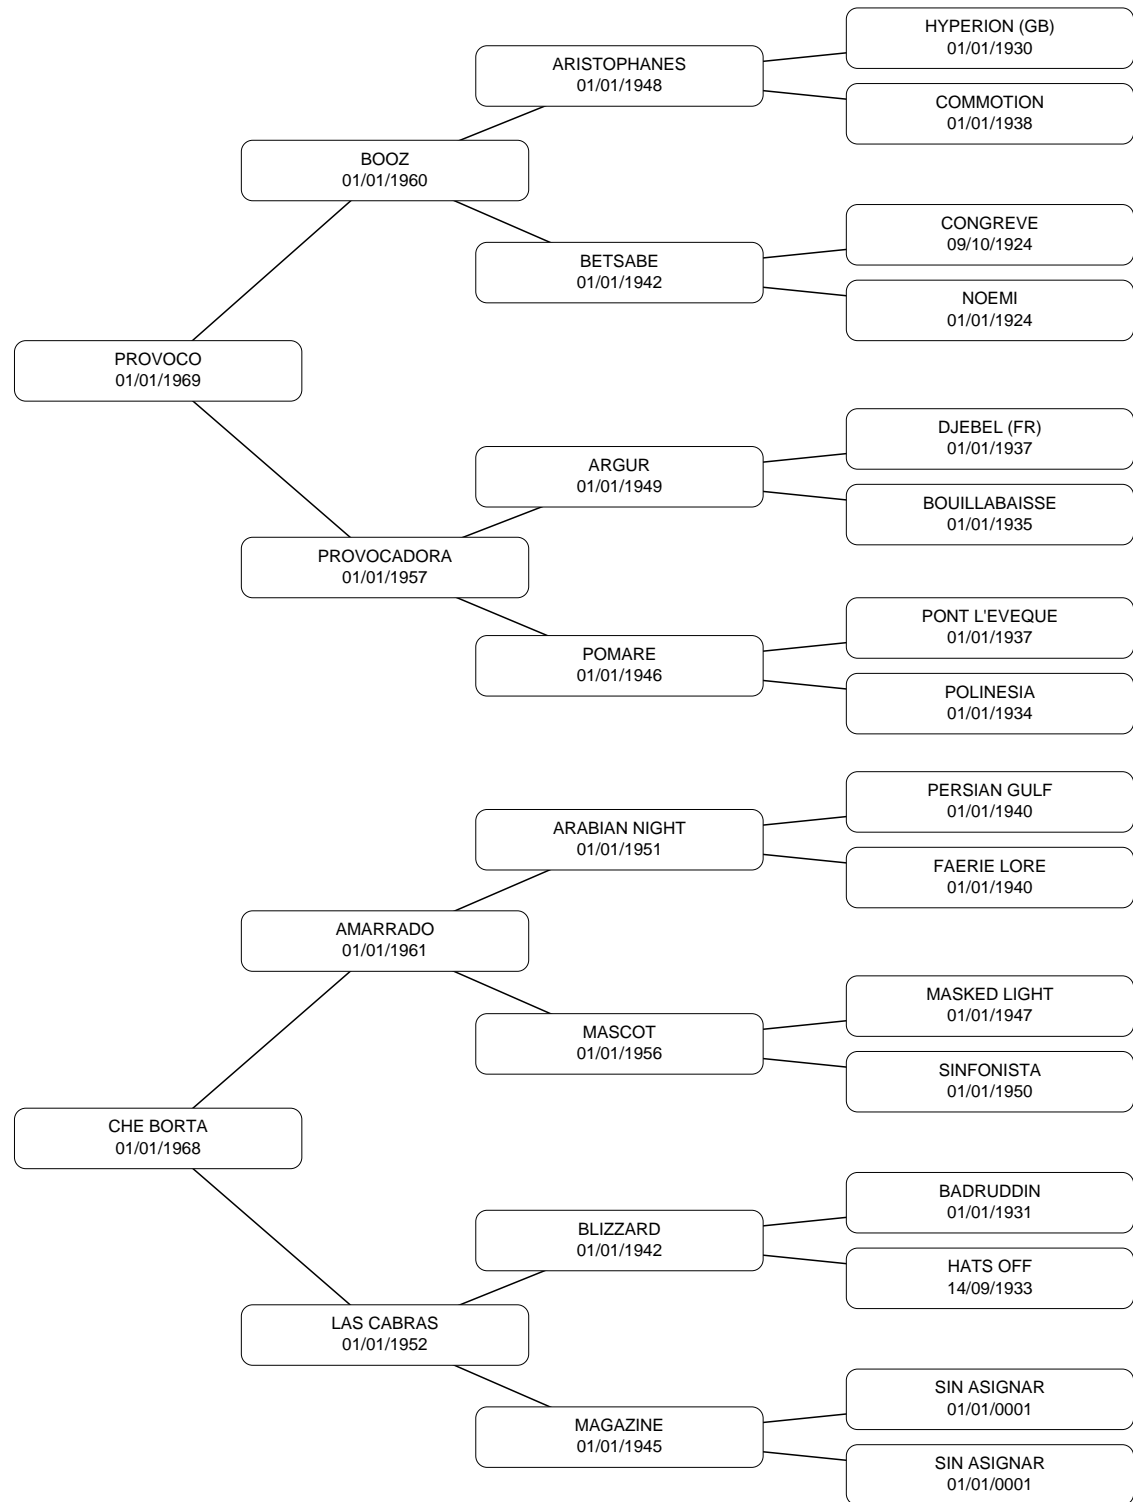 HYPERION (GB)
01/01/1930
ARISTOPHANES
01/01/1948
COMMOTION
01/01/1938
BOOZ
01/01/1960
CONGREVE
09/10/1924
BETSABE
01/01/1942
NOEMI
01/01/1924
PROVOCO
01/01/1969
DJEBEL (FR)
01/01/1937
ARGUR
01/01/1949
BOUILLABAISSE
01/01/1935
PROVOCADORA
01/01/1957
PONT L'EVEQUE
01/01/1937
POMARE
01/01/1946
POLINESIA
01/01/1934
PERSIAN GULF
01/01/1940
ARABIAN NIGHT
01/01/1951
FAERIE LORE
01/01/1940
AMARRADO
01/01/1961
MASKED LIGHT
01/01/1947
MASCOT
01/01/1956
SINFONISTA
01/01/1950
CHE BORTA
01/01/1968
BADRUDDIN
01/01/1931
BLIZZARD
01/01/1942
HATS OFF
14/09/1933
LAS CABRAS
01/01/1952
SIN ASIGNAR
01/01/0001
MAGAZINE
01/01/1945
SIN ASIGNAR
01/01/0001